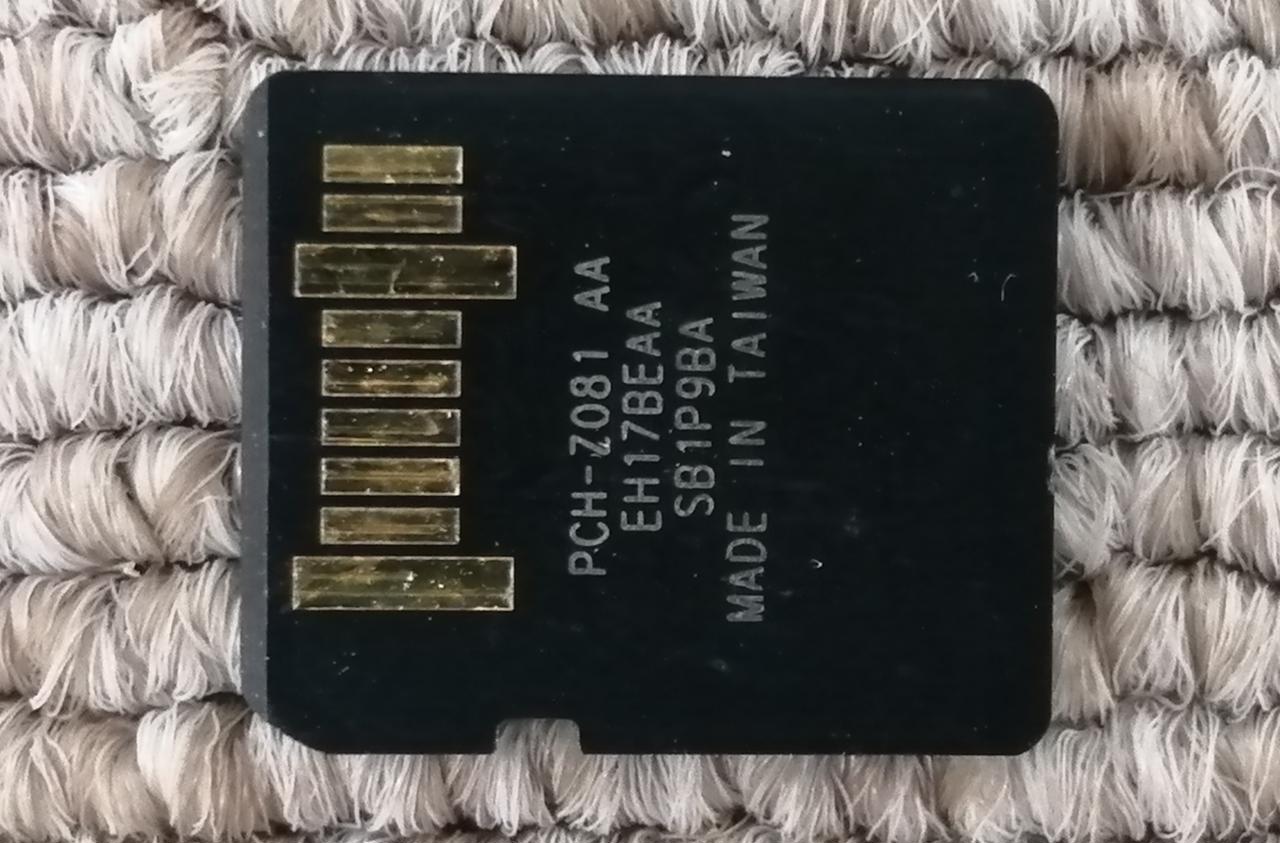 PCH-Z081 AA
EH17BEAA
SB1P9BA
MADE IN TAIWAN